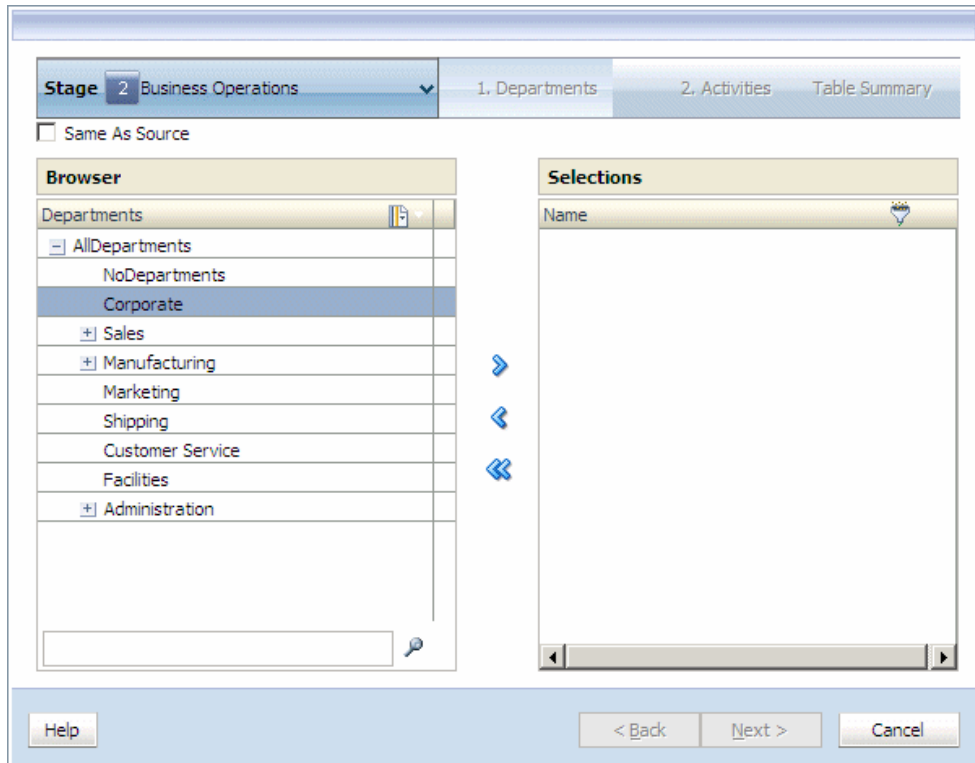 Stage 2 Business Operations 1. Departments 2. Activities Table Summary
Same As Source
Browser Selections
Departments Name
AllDepartments
NoDepartments
Corporate
Sales
Manufacturing
Marketing
Shipping
Customer Service
Facilities
Administration
Help < Back Next > Cancel